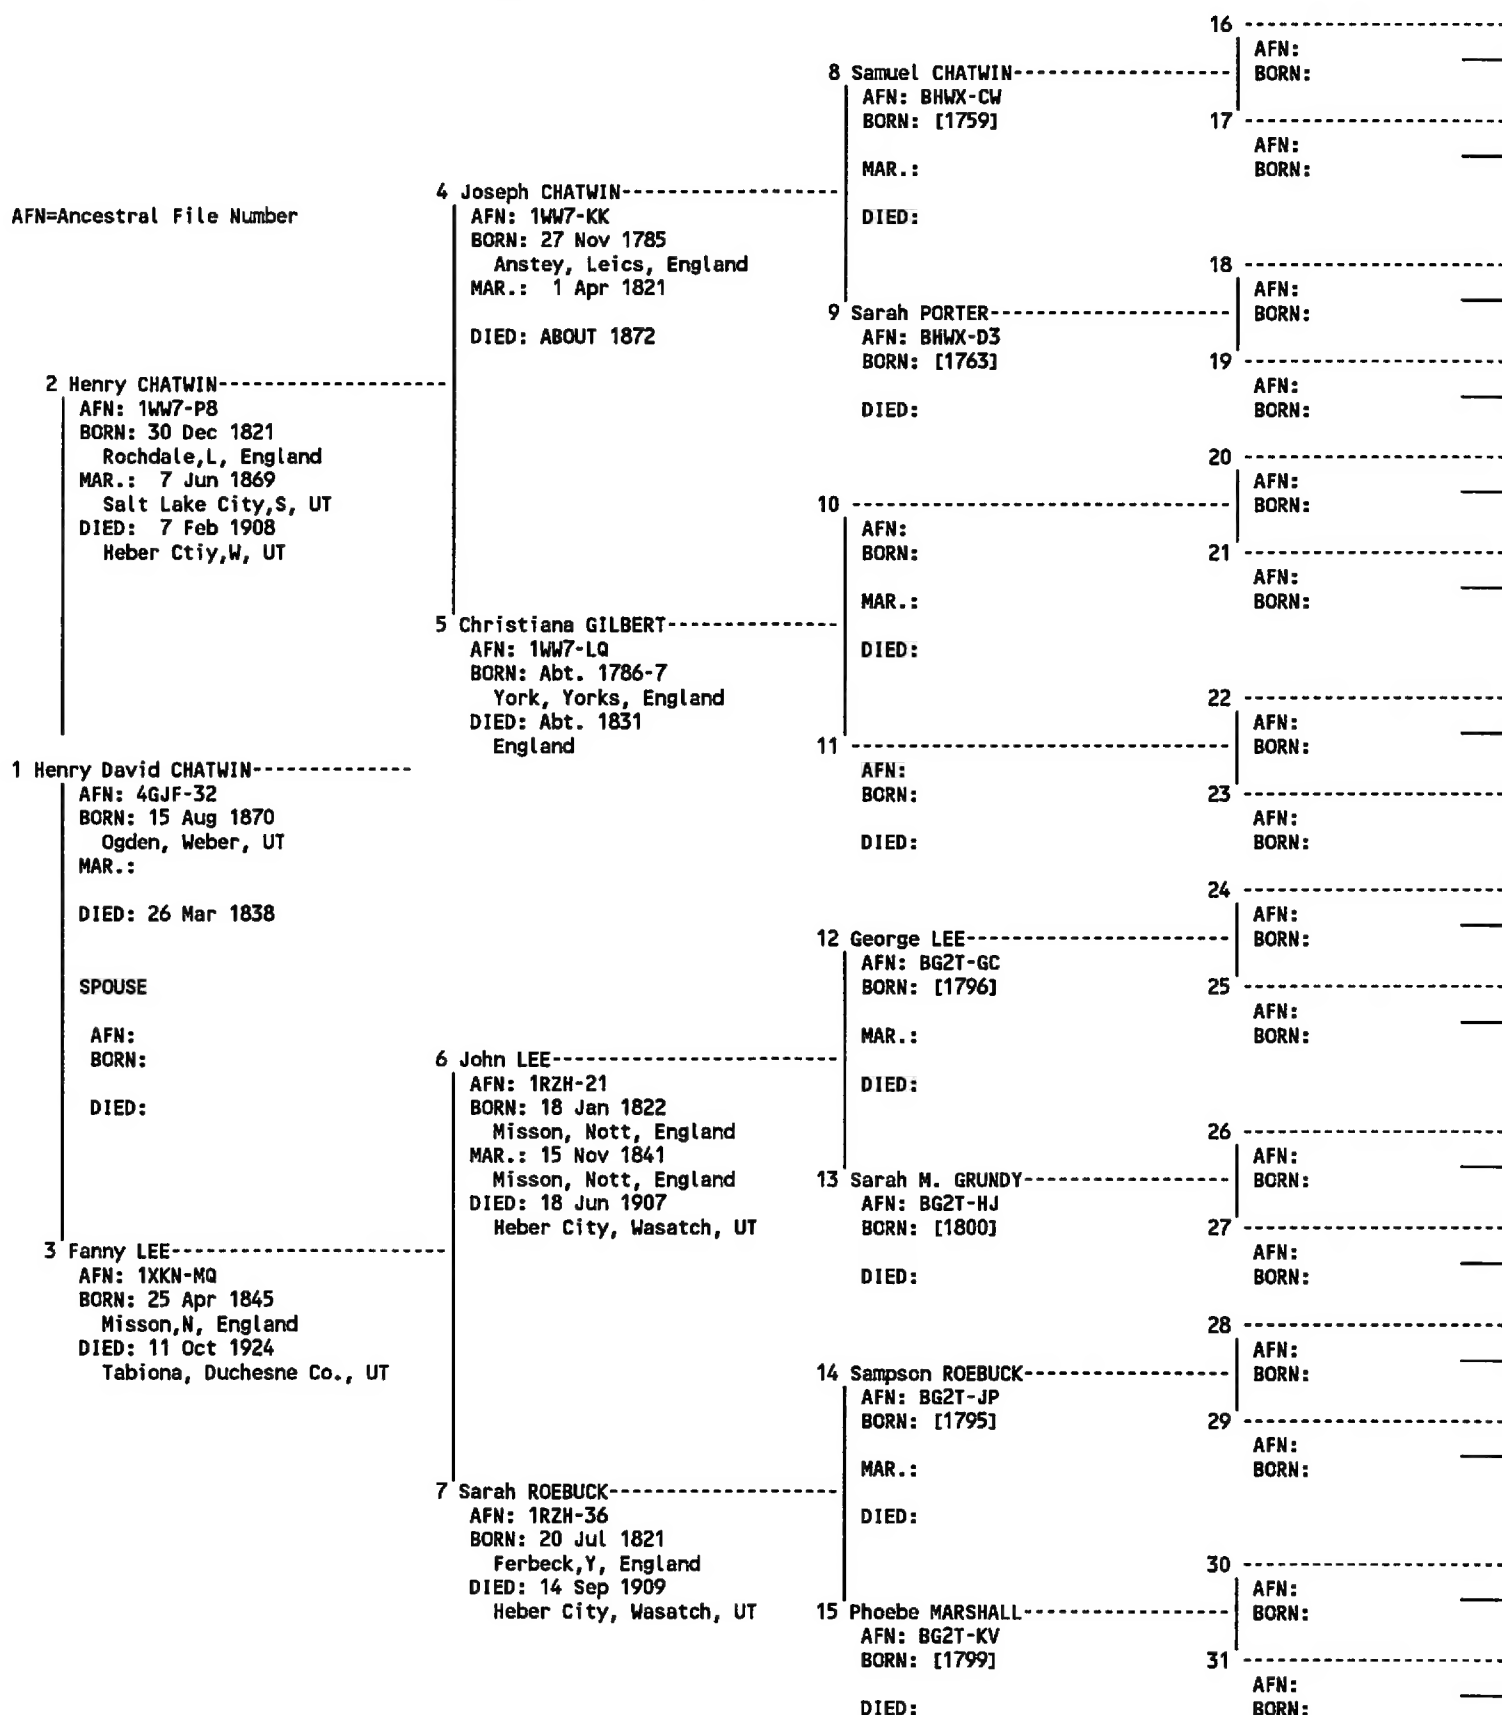 AFN=Ancestral File Number
1 Henry David CHATWIN--------------
AFN: 4GJF-32
BORN: 15 Aug 1870
Ogden, Weber, UT
MAR.:
DIED: 26 Mar 1838
SPOUSE
AFN:
BORN:
DIED:
2 Henry CHATWIN--------------------
AFN: 1WW7-P8
BORN: 30 Dec 1821
Rochdale,L, England
MAR.: 7 Jun 1869
Salt Lake City,S, UT
DIED: 7 Feb 1908
Heber Ctiy,W, UT
3 Fanny LEE------------------------
AFN: 1XKN-MQ
BORN: 25 Apr 1845
Misson,N, England
DIED: 11 Oct 1924
Tabiona, Duchesne Co., UT
4 Joseph CHATWIN-------------------
AFN: 1WW7-KK
BORN: 27 Nov 1785
Anstey, Leics, England
MAR.: 1 Apr 1821
DIED: ABOUT 1872
5 Christiana GILBERT---------------
AFN: 1WW7-LQ
BORN: Abt. 1786-7
York, Yorks, England
DIED: Abt. 1831
England
6 John LEE-------------------------
AFN: 1RZH-21
BORN: 18 Jan 1822
Misson, Nott, England
MAR.: 15 Nov 1841
Misson, Nott, England
DIED: 18 Jun 1907
Heber City, Wasatch, UT
7 Sarah ROEBUCK--------------------
AFN: 1RZH-36
BORN: 20 Jul 1821
Ferbeck,Y, England
DIED: 14 Sep 1909
Heber City, Wasatch, UT
8 Samuel CHATWIN-------------------
AFN: BHWX-CW
BORN: [1759]
MAR.:
DIED:
9 Sarah PORTER---------------------
AFN: BHWX-D3
BORN: [1763]
DIED:
10 ---------------------------------
AFN:
BORN:
MAR.:
DIED:
11 ---------------------------------
AFN:
BORN:
DIED:
12 George LEE-----------------------
AFN: BG2T-GC
BORN: [1796]
MAR.:
DIED:
13 Sarah M. GRUNDY------------------
AFN: BG2T-HJ
BORN: [1800]
DIED:
14 Sampson ROEBUCK------------------
AFN: BG2T-JP
BORN: [1795]
MAR.:
DIED:
15 Phoebe MARSHALL------------------
AFN: BG2T-KV
BORN: [1799]
DIED:
16 -----------------------
AFN:
BORN:
17 -----------------------
AFN:
BORN:
18 -----------------------
AFN:
BORN:
19 -----------------------
AFN:
BORN:
20 -----------------------
AFN:
BORN:
21 -----------------------
AFN:
BORN:
22 -----------------------
AFN:
BORN:
23 -----------------------
AFN:
BORN:
24 -----------------------
AFN:
BORN:
25 -----------------------
AFN:
BORN:
26 -----------------------
AFN:
BORN:
27 -----------------------
AFN:
BORN:
28 -----------------------
AFN:
BORN:
29 -----------------------
AFN:
BORN:
30 -----------------------
AFN:
BORN:
31 -----------------------
AFN:
BORN: